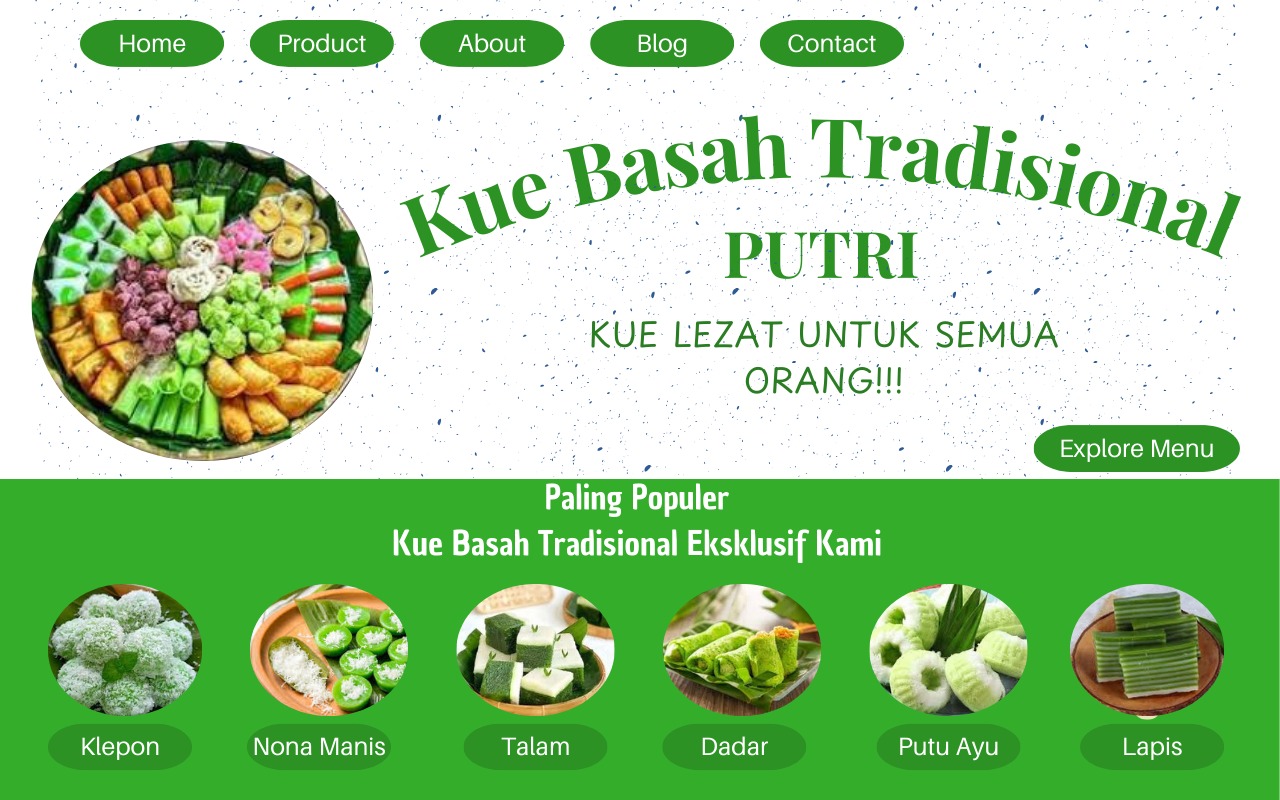 Home
Product
About
Blog
Contact
Kue Basah Tradisional
PUTRI
KUE LEZAT UNTUK SEMUA
ORANG!!!
Explore Menu
Paling Populer
Kue Basah Tradisional Eksklusif Kami
Klepon
Nona Manis
Talam
Dadar
Putu Ayu
Lapis